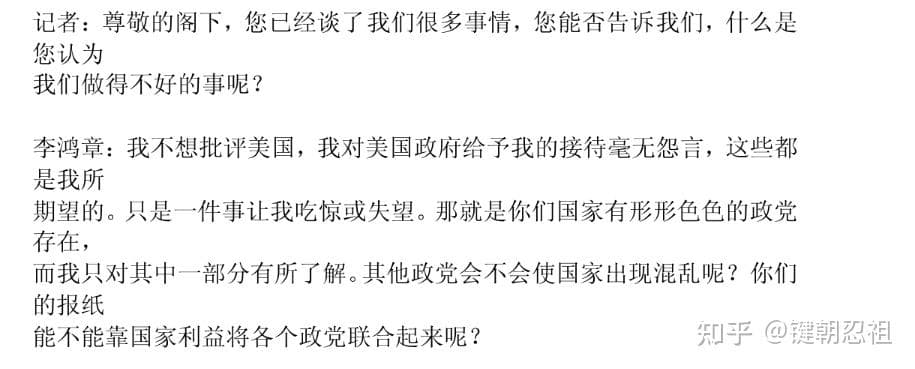 记者：尊敬的阁下，您已经谈了我们很多事情，您能否告诉我们，什么是
您认为
我们做得不好的事呢？
李鸿章：我不想批评美国，我对美国政府给予我的接待毫无怨言，这些都
是我所
期望的。只是一件事让我吃惊或失望。那就是你们国家有形形色色的政党
存在，
而我只对其中一部分有所了解。其他政党会不会使国家出现混乱呢？你们
的报纸
能不能靠国家利益将各个政党联合起来呢？
知乎 @键朝忍祖